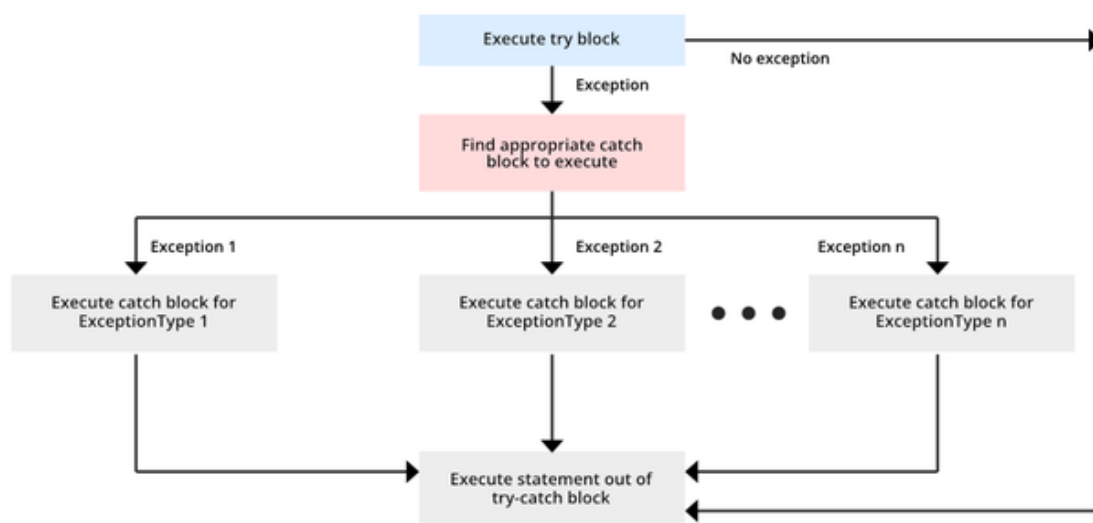 Execute try block
No exception
Exception
Find appropriate catch
block to execute
Exception 1
Exception 2
Exception n
Execute catch block for
ExceptionType 1
Execute catch block for
ExceptionType 2
Execute catch block for
ExceptionType n
Execute statement out of
try-catch block